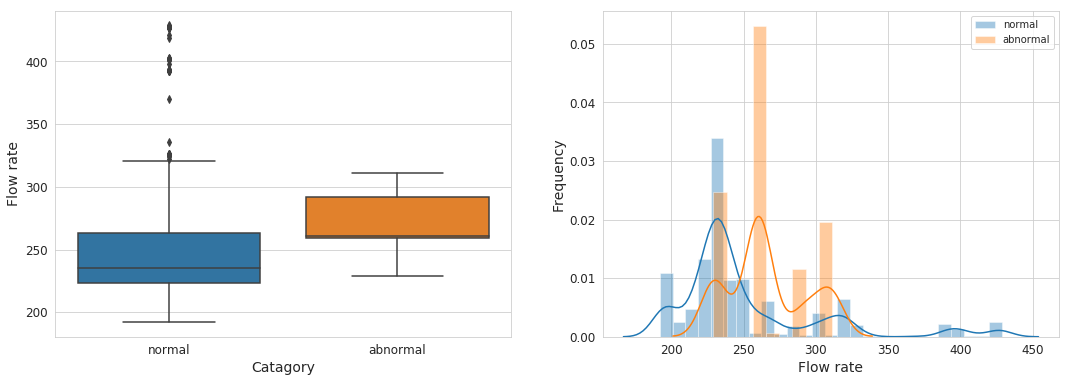 Flow rate
400
350
300
250
200
normal abnormal
Catagory
normal
abnormal
Frequency
0.05
0.04
0.03
0.02
0.01
0.00
200 250 300 350 400 450
Flow rate